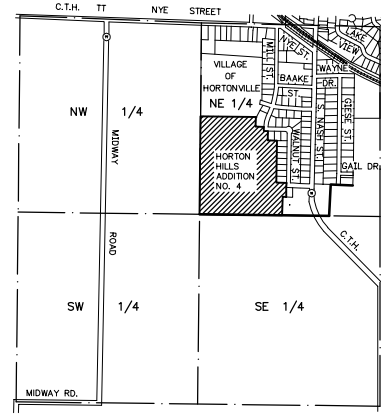 C.T.H. TT NYE STREET
LAKE
VIEW
NYE ST.
MILL ST.
WAYNE
DR.
VILLAGE
OF
HORTONVILLE
NE 1/4
BAAKE
ST.
NW 1/4
MIDWAY
ROAD
WALNUT ST.
S. NASH ST.
GIESE ST.
GAIL DR.
HORTON
HILLS
ADDITION
NO. 4
C.T.H.
SW 1/4
SE 1/4
MIDWAY RD.